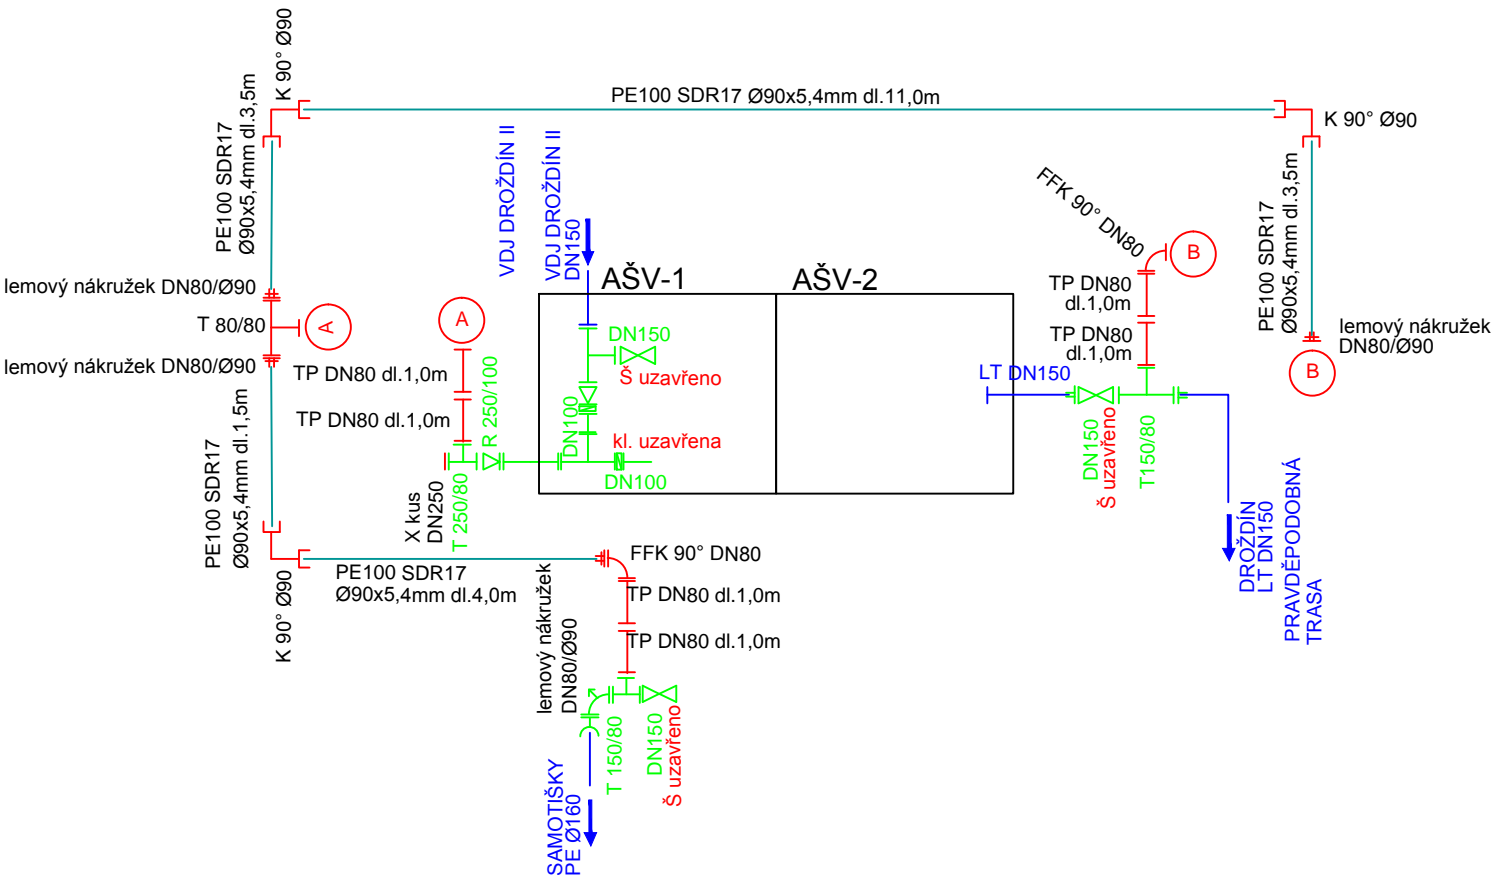 K 90° Ø90
PE100 SDR17
Ø90x5,4mm dl.3,5m
PE100 SDR17 Ø90x5,4mm dl.11,0m
K 90° Ø90
PE100 SDR17
Ø90x5,4mm dl.3,5m
lemový nákružek
DN80/Ø90
B
FFK 90° DN80
B
TP DN80
dl.1,0m
TP DN80
dl.1,0m
VDJ DROŽDÍN II
VDJ DROŽDÍN II
DN150
AŠV-1
AŠV-2
lemový nákružek DN80/Ø90
T 80/80
A
lemový nákružek DN80/Ø90
A
TP DN80 dl.1,0m
TP DN80 dl.1,0m
R 250/100
DN150
Š uzavřeno
DN100
kl. uzavřena
DN100
LT DN150
DN150
Š uzavřeno
T150/80
X kus
DN250
T 250/80
PE100 SDR17
Ø90x5,4mm dl.1,5m
K 90° Ø90
PE100 SDR17
Ø90x5,4mm dl.4,0m
FFK 90° DN80
TP DN80 dl.1,0m
TP DN80 dl.1,0m
lemový nákružek
DN80/Ø90
T 150/80
DN150
Š uzavřeno
SAMOTIŠKY
PE Ø160
DROŽDÍN
LT DN150
PRAVDĚPODOBNÁ
TRASA